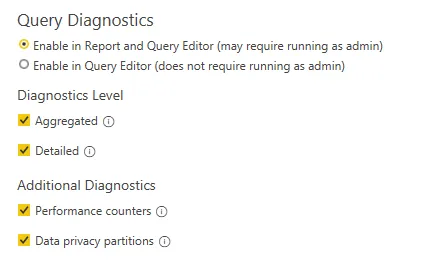 Query Diagnostics
Enable in Report and Query Editor (may require running as admin)
Enable in Query Editor (does not require running as admin)
Diagnostics Level
Aggregated
Detailed
Additional Diagnostics
Performance counters
Data privacy partitions